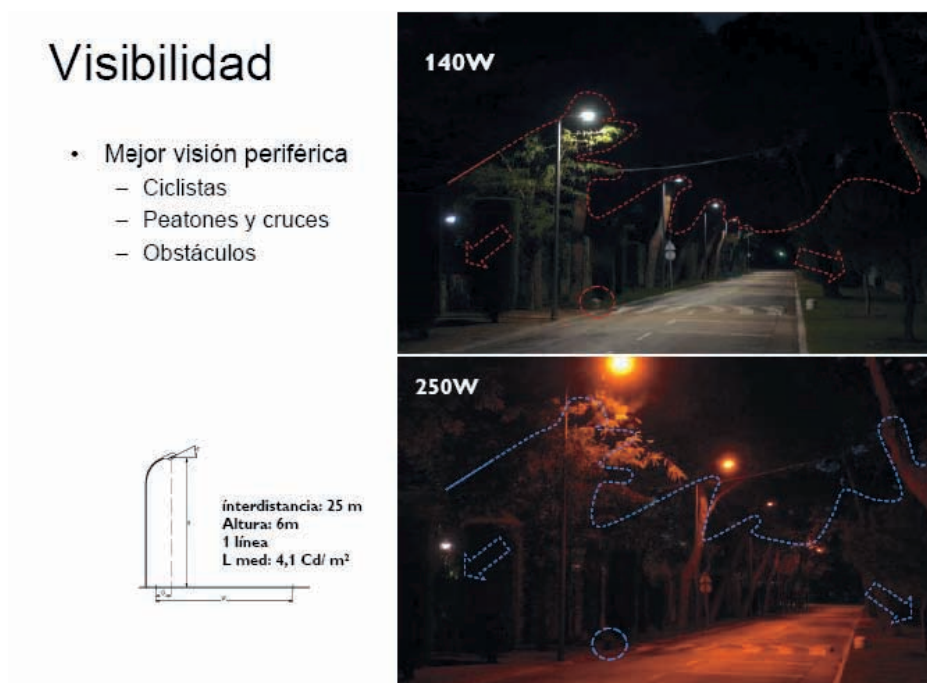 Visibilidad
• Mejor visión periférica
– Ciclistas
– Peatones y cruces
– Obstáculos
interdistancia: 25 m
Altura: 6m
1 línea
L med: 4,1 Cd/ m²
140W
250W